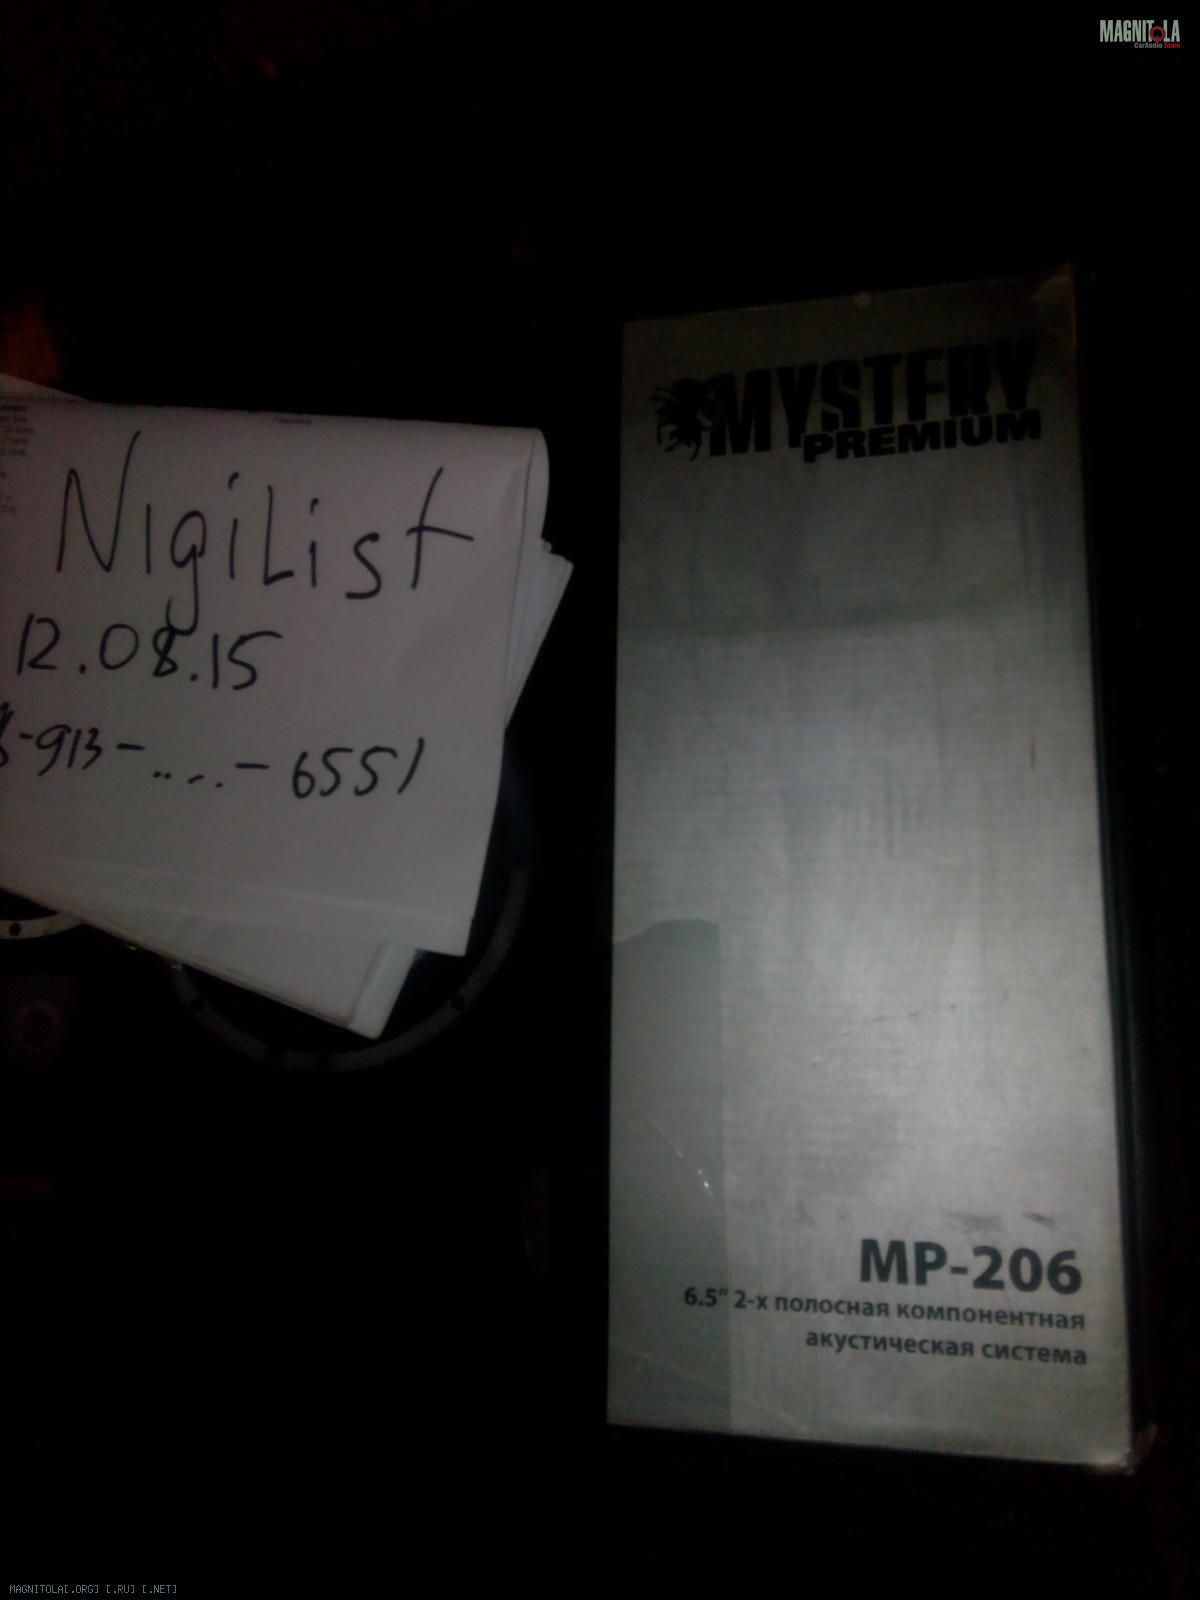 MAGNITOLA
CarAudio Team
MYSTERY
PREMIUM
NigiList
12.08.15
8-913-....-6551
MP-206
6.5" 2-х полосная компонентная
акустическая система
MAGNITOLA[.ORG] [.RU] [.NET]